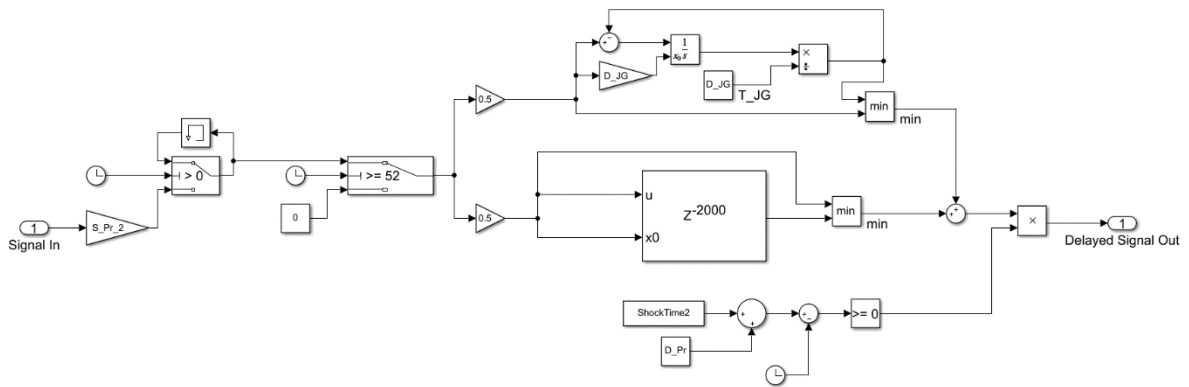 1
Signal In
S_Pr_2
> 0
0
>= 52
0.5
0.5
D_JG
1
x₀ s
D_JG
T_JG
×
÷
+
−
min
min
u
x0
Z-2000
min
min
+
+
ShockTime2
D_Pr
+
+
+
−
>= 0
×
1
Delayed Signal Out